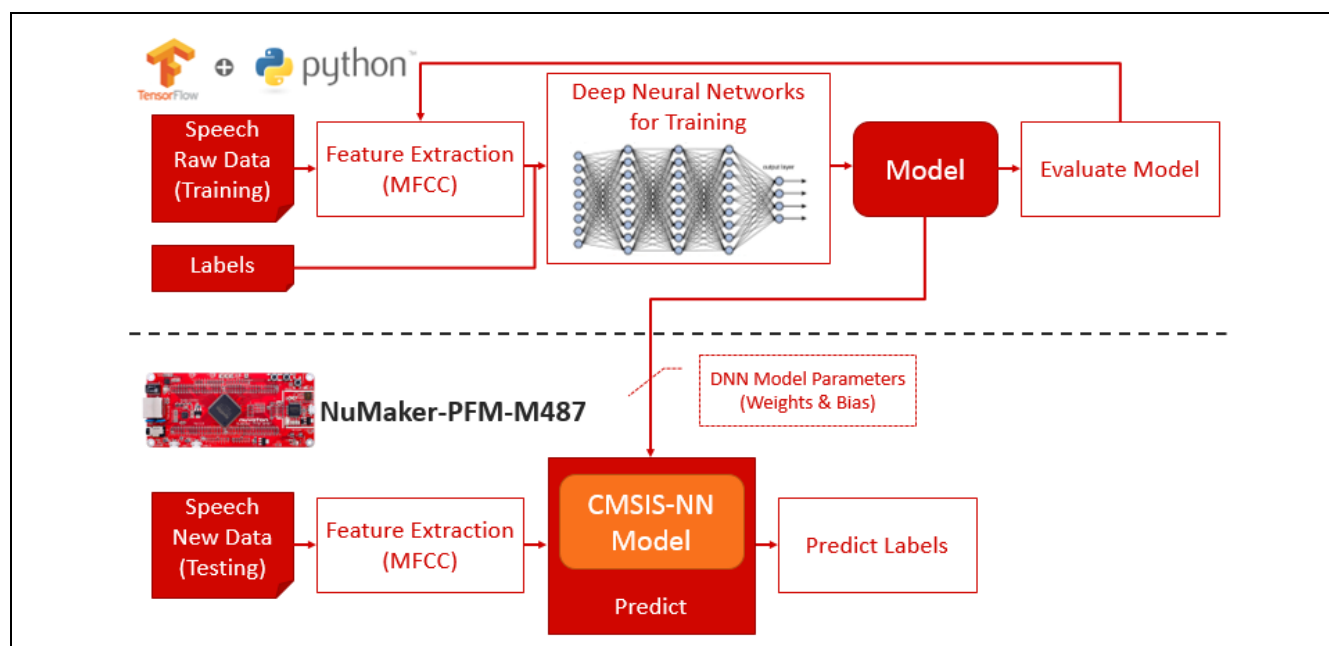 TensorFlow
python™
Speech
Raw Data
(Training)
Feature Extraction
(MFCC)
Deep Neural Networks
for Training
output layer
Model
Evaluate Model
Labels
NuMaker-PFM-M487
DNN Model Parameters
(Weights & Bias)
Speech
New Data
(Testing)
Feature Extraction
(MFCC)
CMSIS-NN
Model
Predict
Predict Labels